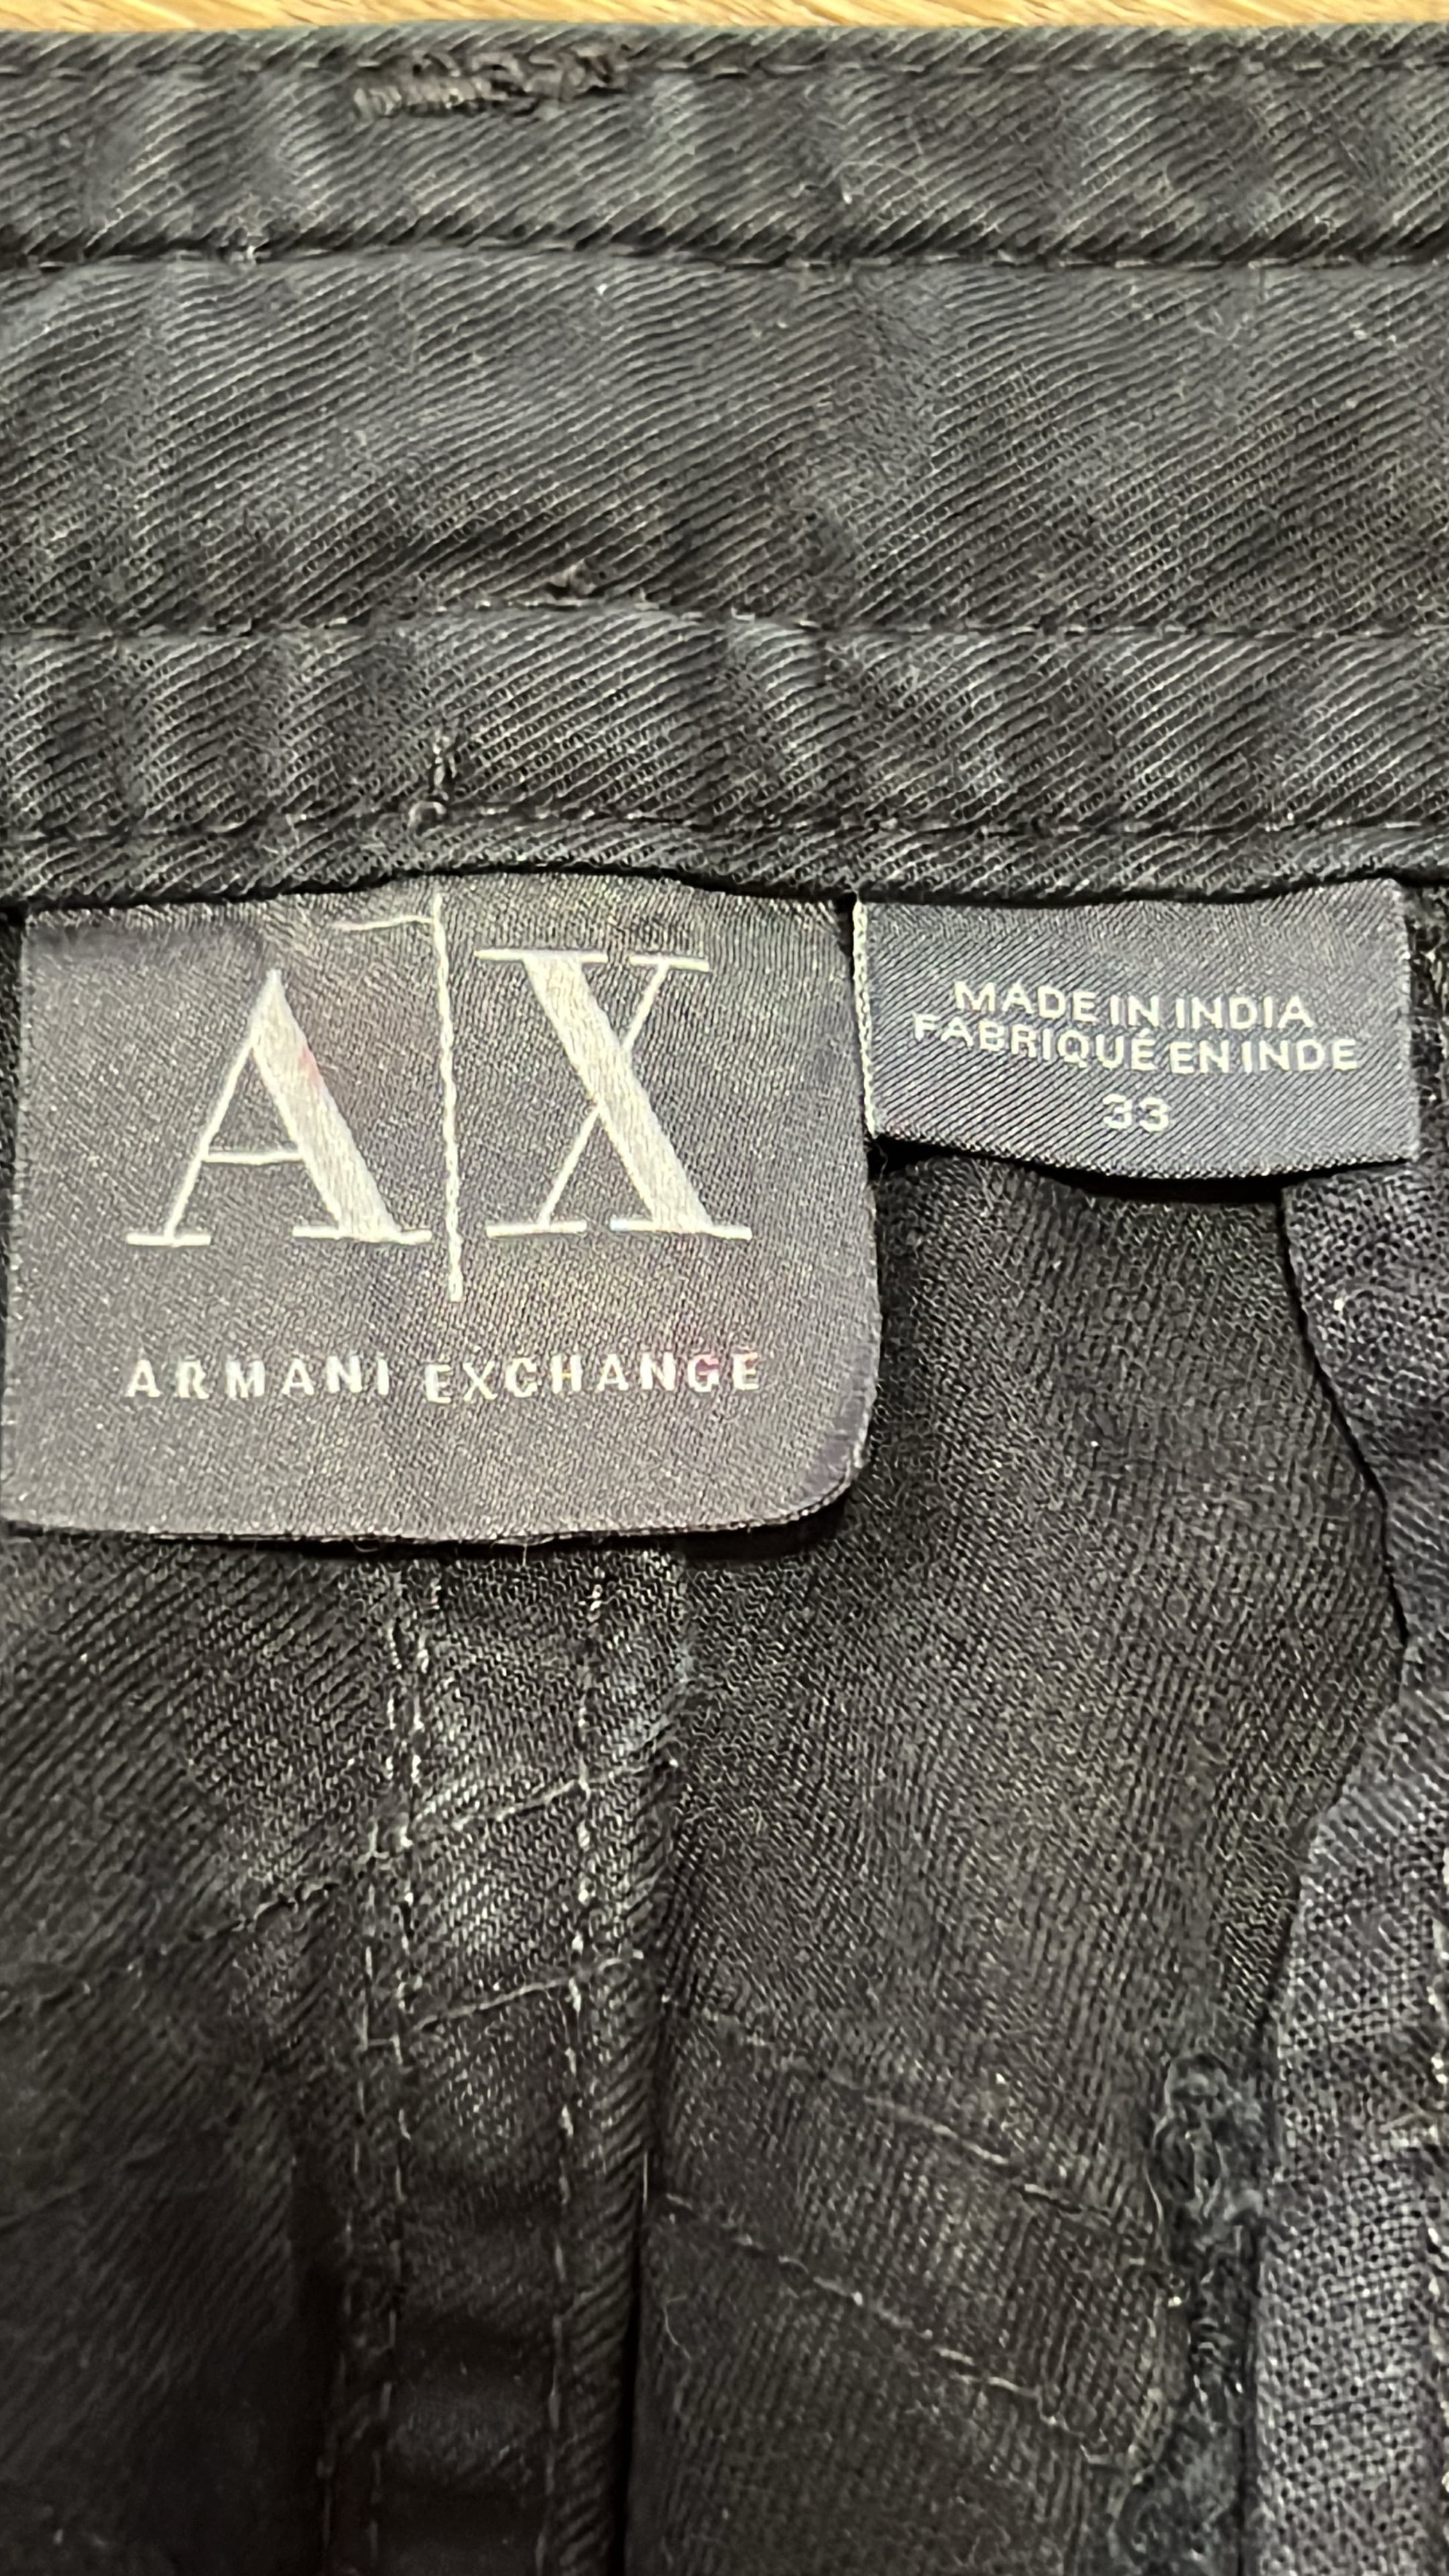 A|X
ARMANI EXCHANGE
MADE IN INDIA
FABRIQUÉ EN INDE
33